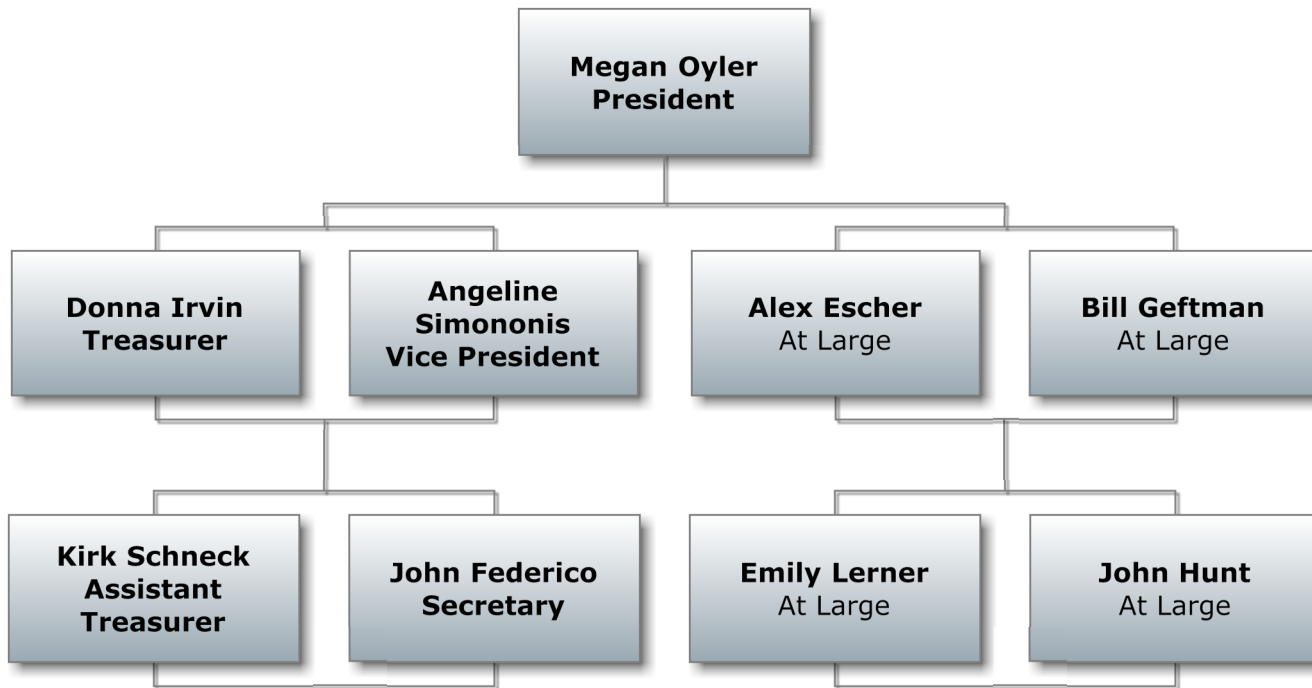 Megan Oyler
President
Donna Irvin
Treasurer
Angeline
Simononis
Vice President
Alex Escher
At Large
Bill Geftman
At Large
Kirk Schneck
Assistant
Treasurer
John Federico
Secretary
Emily Lerner
At Large
John Hunt
At Large